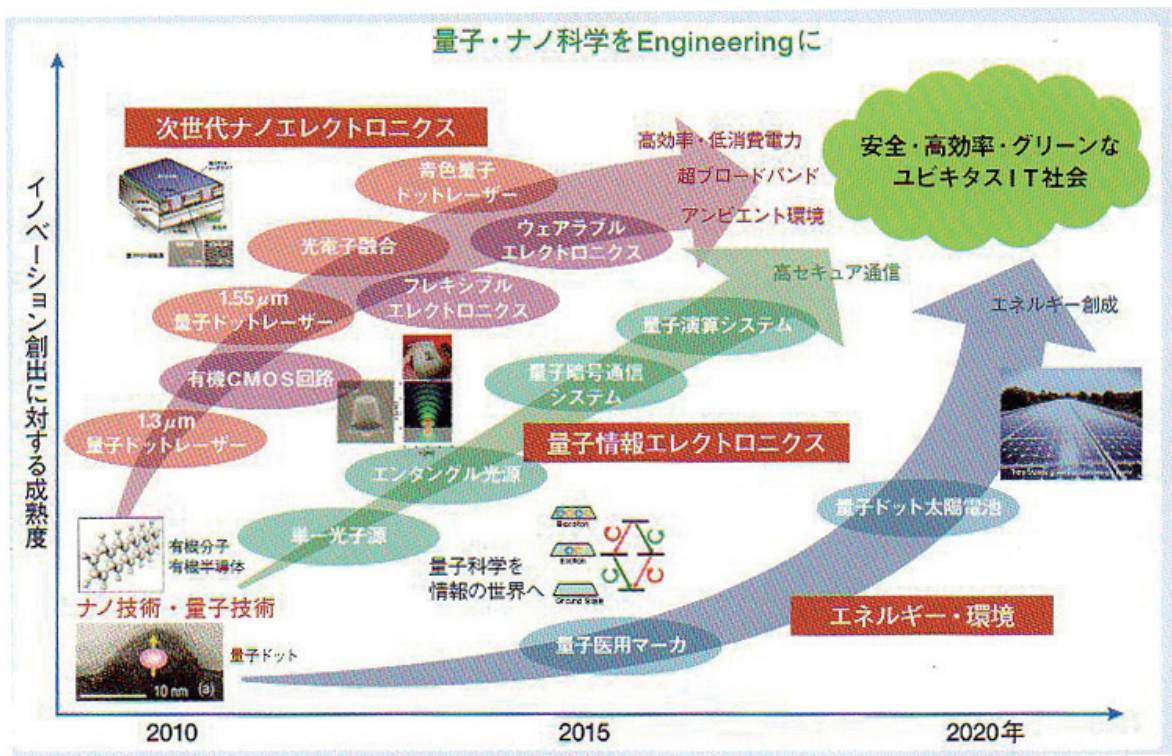 量子・ナノ科学をEngineeringに
次世代ナノエレクトロニクス
高効率・低消費電力
超ブロードバンド
アンビエント環境
安全・高効率・グリーンな
ユビキタスIT社会
青色量子
ドットレーザー
光電子融合
ウェアラブル
エレクトロニクス
高セキュア通信
1.55μm
量子ドットレーザー
フレキシブル
エレクトロニクス
エネルギー創成
量子演算システム
有機CMOS回路
量子暗号通信
システム
1.3μm
量子ドットレーザー
量子情報エレクトロニクス
エンタングル光源
量子ドット太陽電池
単一光子源
有機分子
有機半導体
量子科学を
情報の世界へ
Biexciton
Exciton
Ground state
ナノ技術・量子技術
エネルギー・環境
量子医用マーカ
量子ドット
10 nm
(a)
イノベーション創出に対する成熟度
2010
2015
2020年